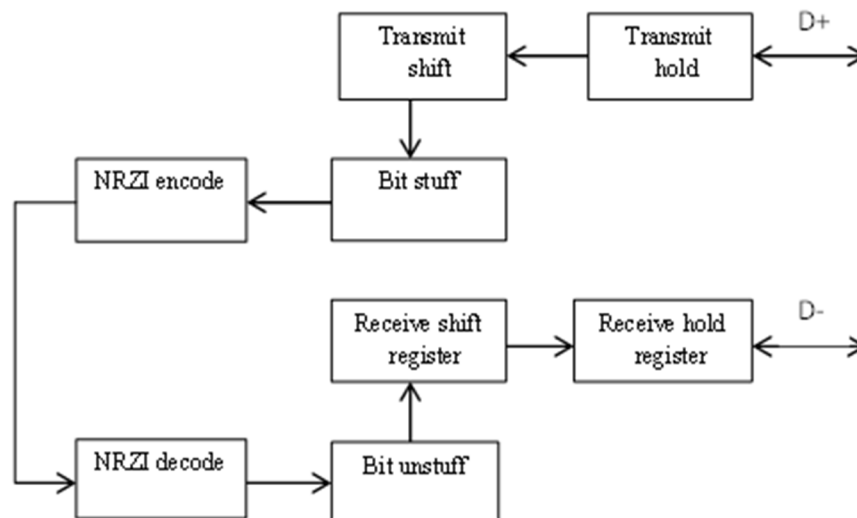 Transmit
shift
Transmit
hold
D+
NRZI encode
Bit stuff
Receive shift
register
Receive hold
register
D-
NRZI decode
Bit unstuff